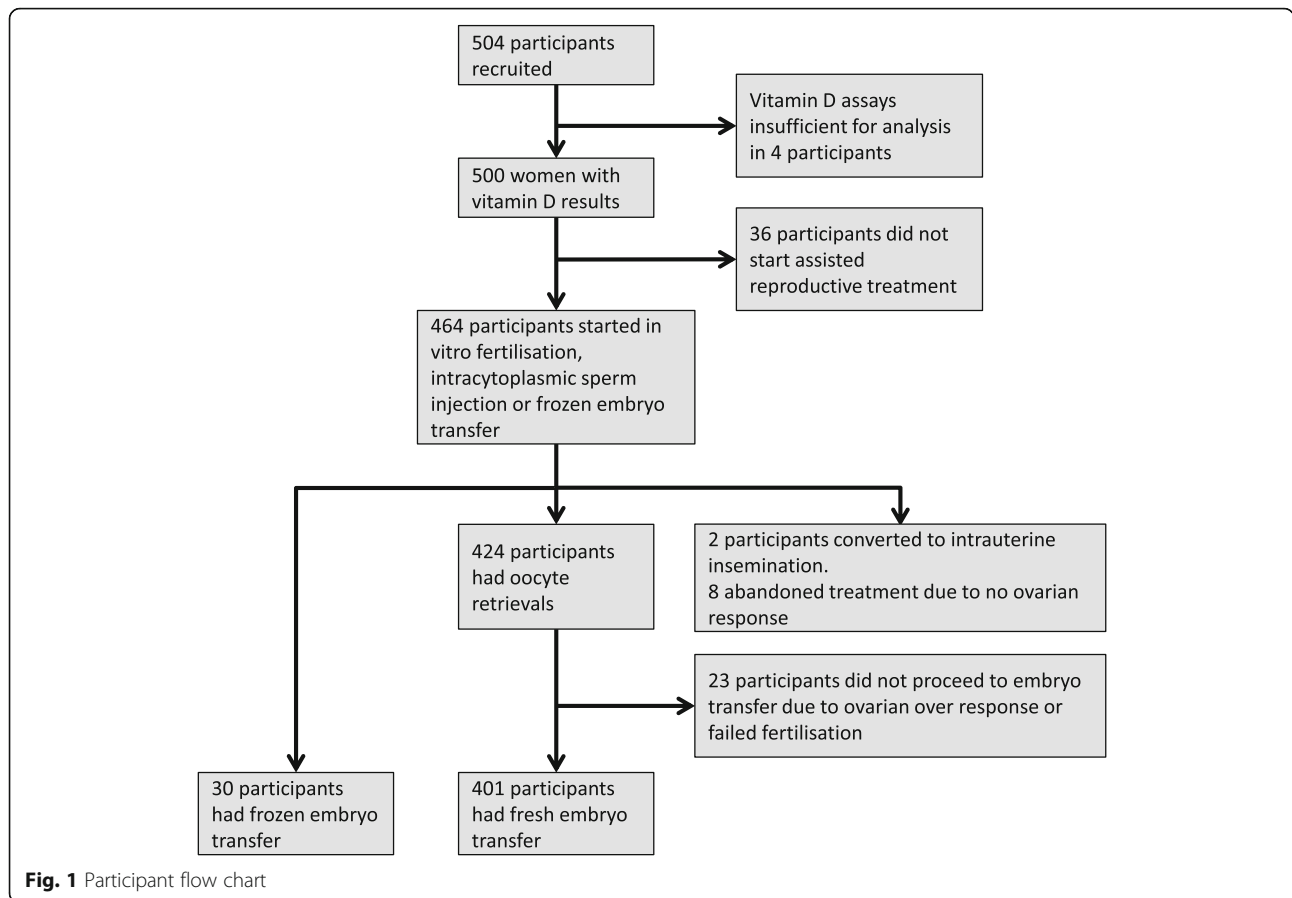 504 participants
recruited
Vitamin D assays
insufficient for analysis
in 4 participants
500 women with
vitamin D results
36 participants did not
start assisted
reproductive treatment
464 participants started in
vitro fertilisation,
intracytoplasmic sperm
injection or frozen embryo
transfer
424 participants
had oocyte
retrievals
2 participants converted to intrauterine
insemination.
8 abandoned treatment due to no ovarian
response
23 participants did not proceed to embryo
transfer due to ovarian over response or
failed fertilisation
30 participants
had frozen embryo
transfer
401 participants
had fresh embryo
transfer
Fig. 1 Participant flow chart